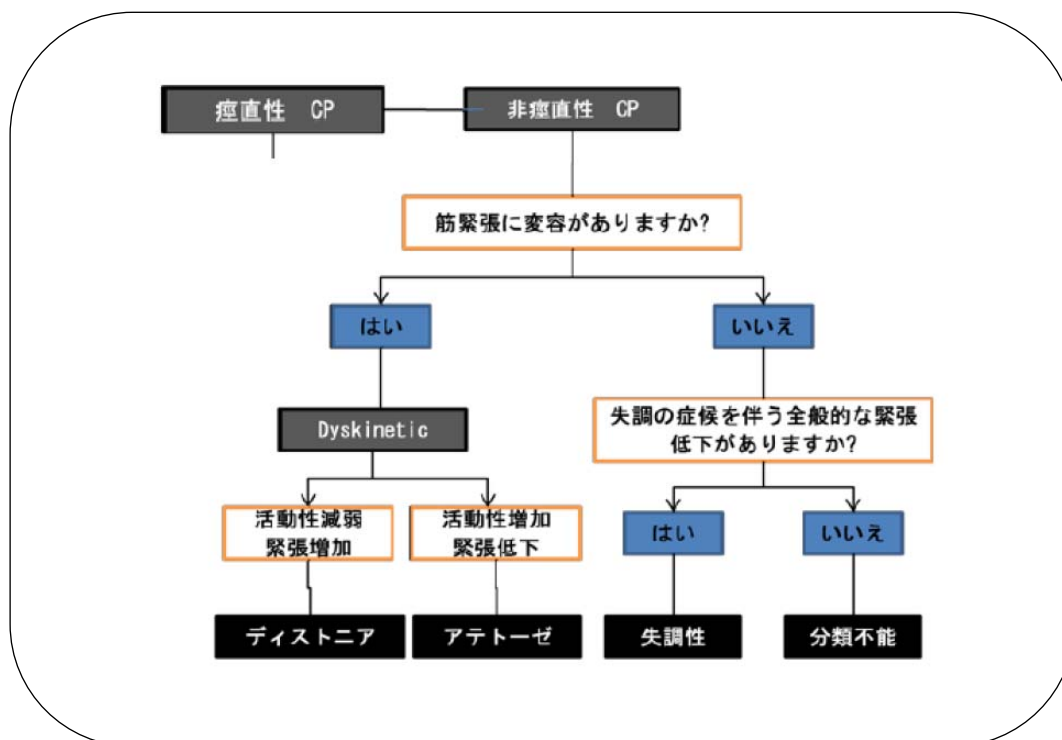 痙直性 CP
非痙直性 CP
筋緊張に変容がありますか?
はい
いいえ
Dyskinetic
失調の症候を伴う全般的な緊張
低下がありますか?
活動性減弱
緊張増加
活動性増加
緊張低下
はい
いいえ
ディストニア
アテトーゼ
失調性
分類不能